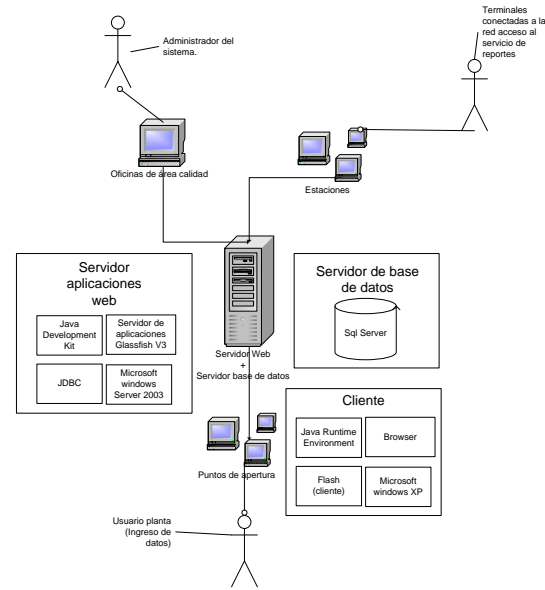 Terminales
conectadas a la
red acceso al
servicio de
reportes
Administrador del
sistema.
Oficinas de área calidad
Estaciones
Servidor
aplicaciones
web
Java
Development
Kit
Servidor de
aplicaciones
Glassfish V3
JDBC
Microsoft
windows
Server 2003
Servidor de base
de datos
Sql Server
Servidor Web
+
Servidor base de datos
Cliente
Java Runtime
Environment
Browser
Flash
(cliente)
Microsoft
windows XP
Puntos de apertura
Usuario planta
(Ingreso de
datos)